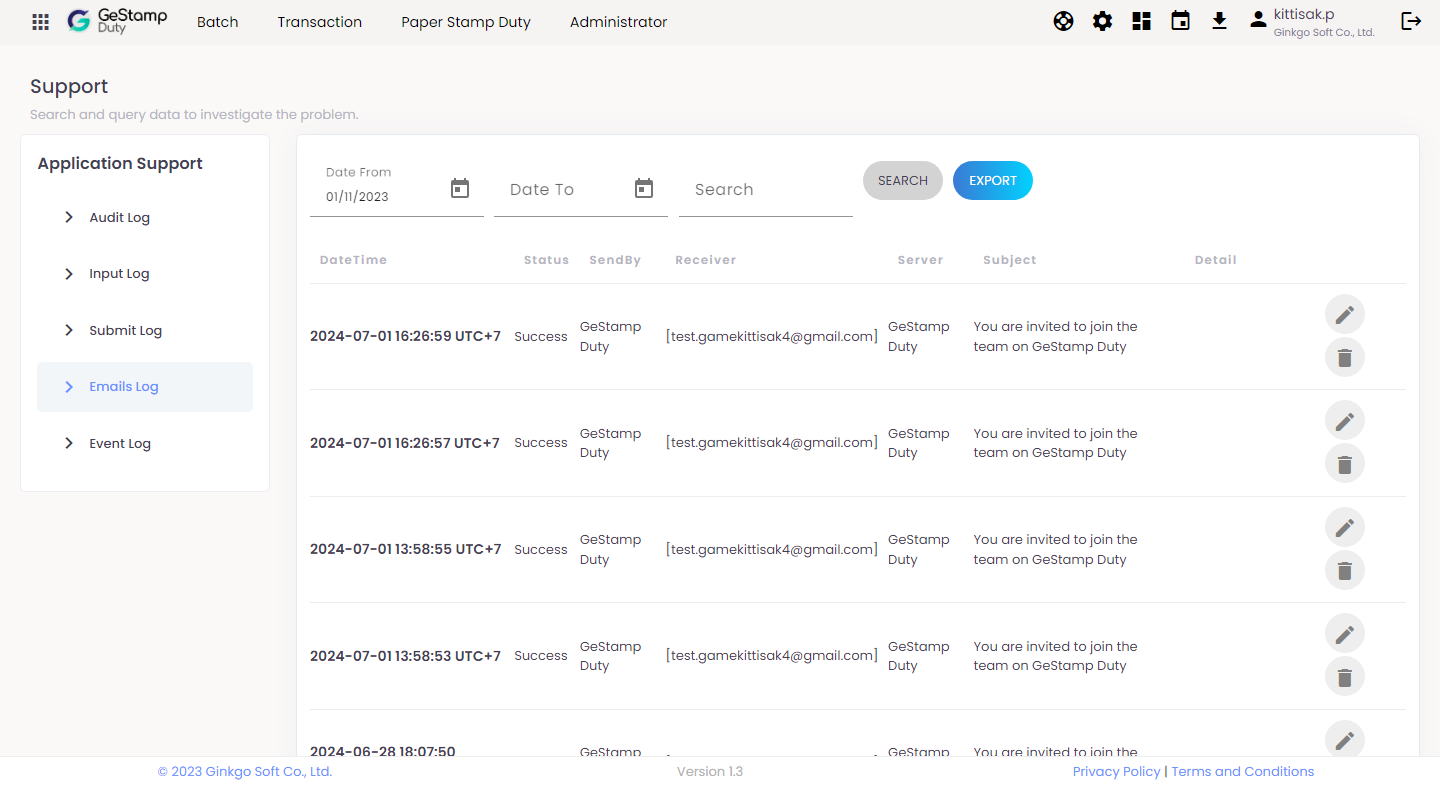 GeStamp
Duty
Batch
Transaction
Paper Stamp Duty
Administrator
kittisak.p
Ginkgo Soft Co., Ltd.
Support
Search and query data to investigate the problem.
Application Support
Audit Log
Input Log
Submit Log
Emails Log
Event Log
Date From
01/11/2023
Date To
Search
SEARCH
EXPORT
DateTime Status SendBy Receiver Server Subject Detail
2024-07-01 16:26:59 UTC+7
Success
GeStamp
Duty
[test.gamekittisak4@gmail.com]
GeStamp
Duty
You are invited to join the
team on GeStamp Duty
2024-07-01 16:26:57 UTC+7
Success
GeStamp
Duty
[test.gamekittisak4@gmail.com]
GeStamp
Duty
You are invited to join the
team on GeStamp Duty
2024-07-01 13:58:55 UTC+7
Success
GeStamp
Duty
[test.gamekittisak4@gmail.com]
GeStamp
Duty
You are invited to join the
team on GeStamp Duty
2024-07-01 13:58:53 UTC+7
Success
GeStamp
Duty
[test.gamekittisak4@gmail.com]
GeStamp
Duty
You are invited to join the
team on GeStamp Duty
2024-06-28 18:07:50
GeStamp
GeStamp
You are invited to join the
© 2023 Ginkgo Soft Co., Ltd.
Version 1.3
Privacy Policy | Terms and Conditions